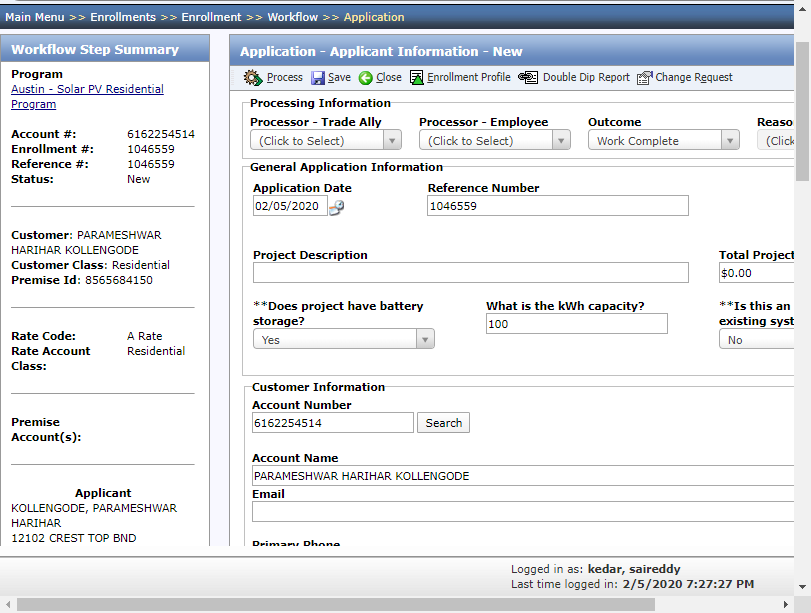 Main Menu >> Enrollments >> Enrollment >> Workflow >> Application
Workflow Step Summary
Program
Austin - Solar PV Residential
Program
Account #: 6162254514
Enrollment #: 1046559
Reference #: 1046559
Status: New
Customer: PARAMESHWAR
HARIHAR KOLLENGODE
Customer Class: Residential
Premise Id: 8565684150
Rate Code: A Rate
Rate Account Residential
Class:
Premise
Account(s):
Applicant
KOLLENGODE, PARAMESHWAR
HARIHAR
12102 CREST TOP BND
Application - Applicant Information - New
Process Save Close Enrollment Profile Double Dip Report Change Request
Processing Information
Processor - Trade Ally Processor - Employee Outcome Reaso
(Click to Select) (Click to Select) Work Complete (Click
General Application Information
Application Date Reference Number
02/05/2020 1046559
Project Description Total Project
$0.00
**Does project have battery What is the kWh capacity? **Is this an
storage? 100 existing syst
Yes No
Customer Information
Account Number
6162254514 Search
Account Name
PARAMESHWAR HARIHAR KOLLENGODE
Email
Primary Phone
Logged in as: kedar, saireddy
Last time logged in: 2/5/2020 7:27:27 PM